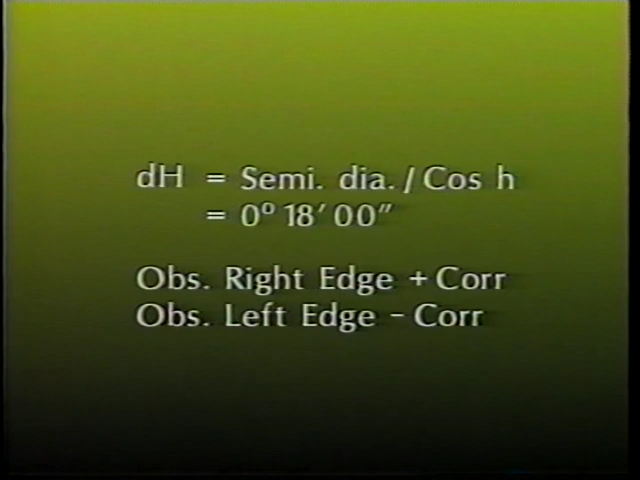 dH = Semi. dia. / Cos h
= 0º 18′ 00″
Obs. Right Edge + Corr
Obs. Left Edge - Corr